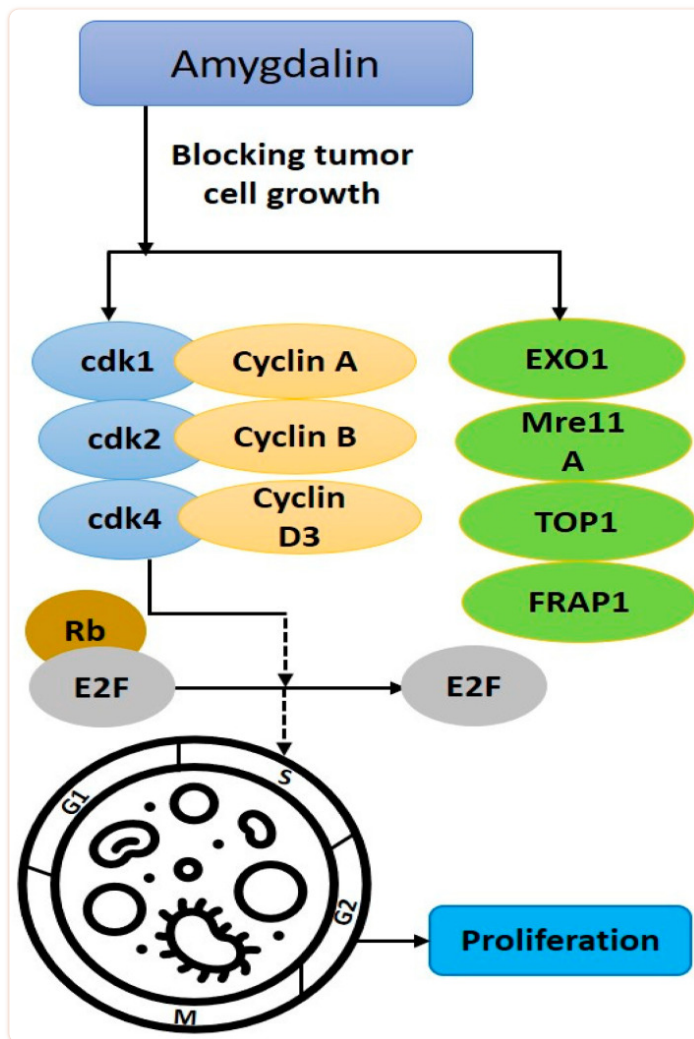 Amygdalin
Blocking tumor
cell growth
cdk1
Cyclin A
EXO1
cdk2
Cyclin B
Mre11
A
cdk4
Cyclin
D3
TOP1
FRAP1
Rb
E2F
E2F
G1
S
G2
M
Proliferation